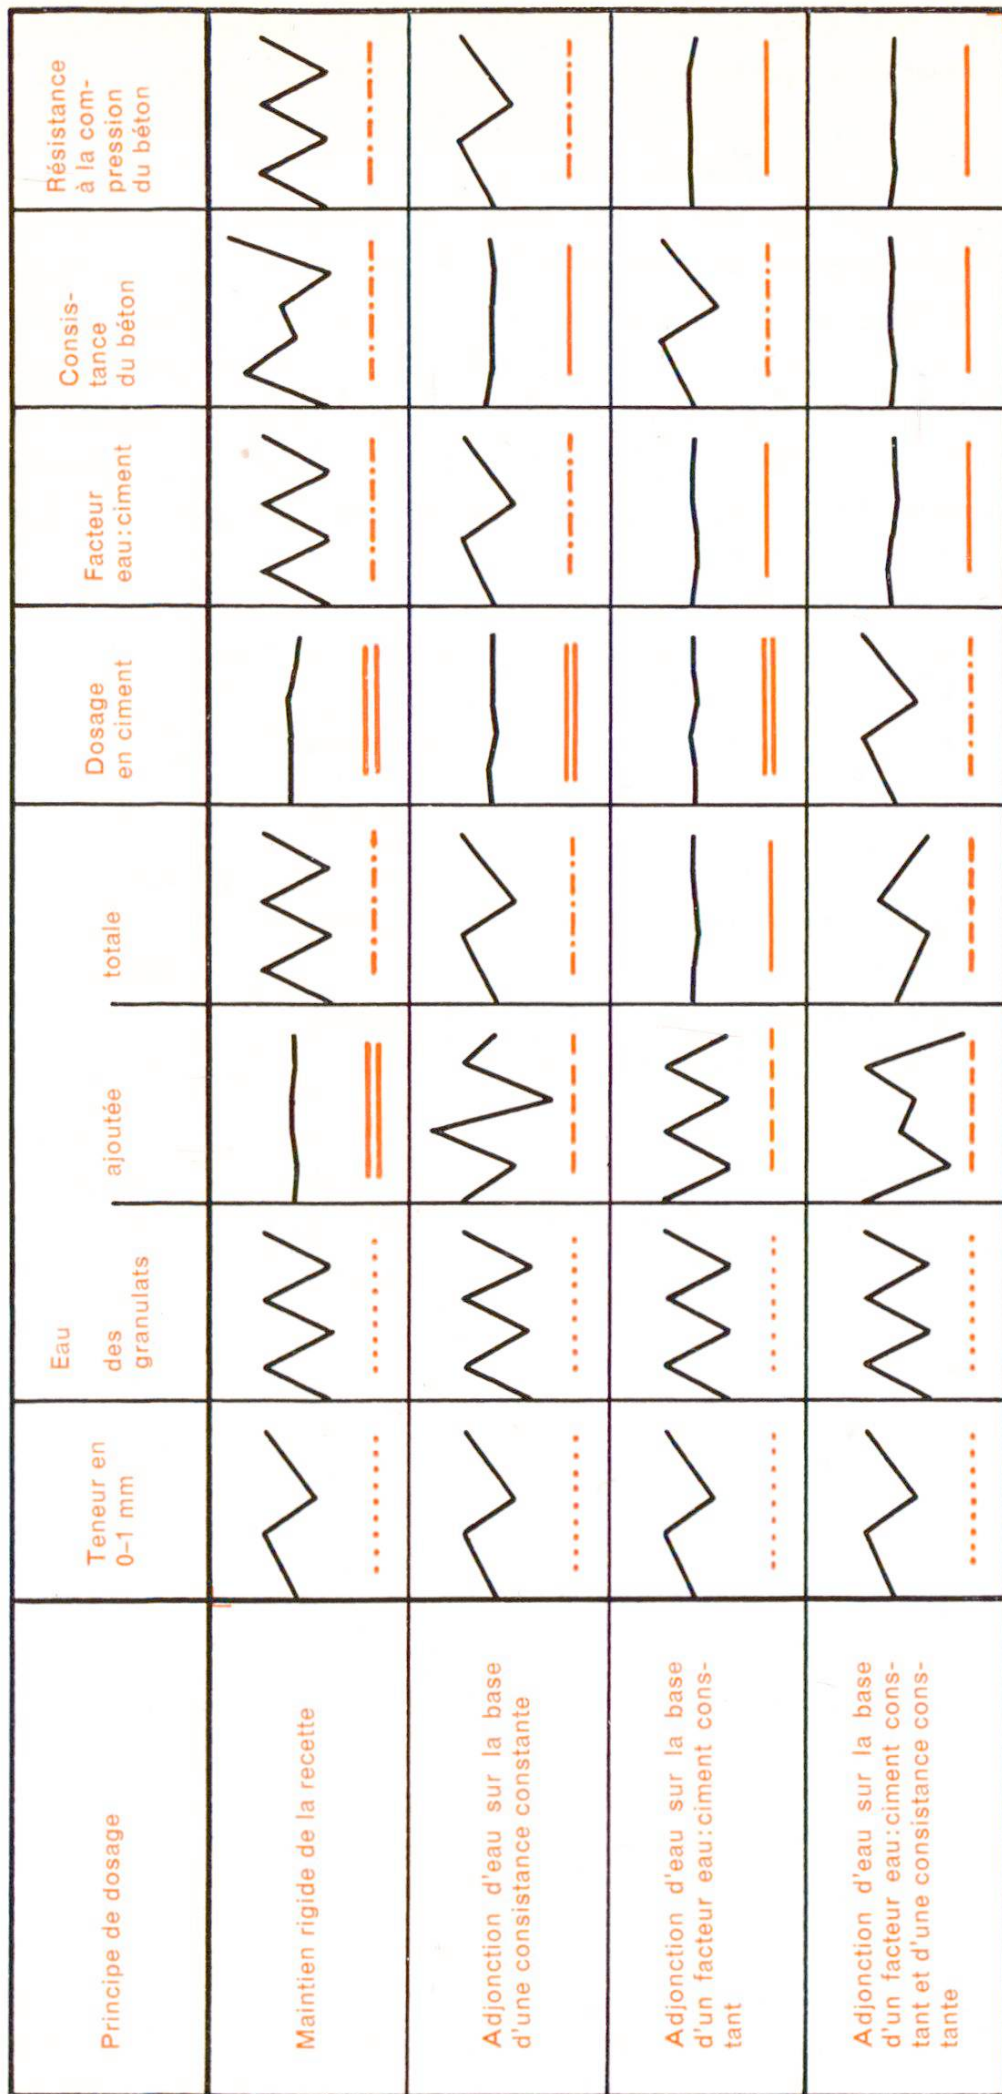 Principe de dosage
Teneur en
0–1 mm
Eau
des
granulats
ajoutée
totale
Dosage
en ciment
Facteur
eau:ciment
Consis-
tance
du béton
Résistance
à la com-
pression
du béton
Maintien rigide de la recette
Adjonction d'eau sur la base
d'une consistance constante
Adjonction d'eau sur la base
d'un facteur eau:ciment cons-
tant
Adjonction d'eau sur la base
d'un facteur eau:ciment cons-
tant et d'une consistance cons-
tante